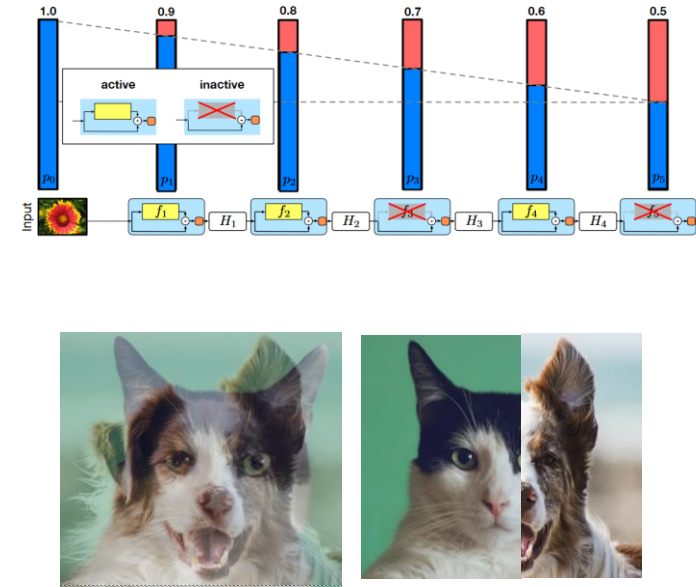 1.0 0.9 0.8 0.7 0.6 0.5
active inactive
p0 p1 p2 p3 p4 p5
Input f1 H1 f2 H2 f3 H3 f4 H4 f5